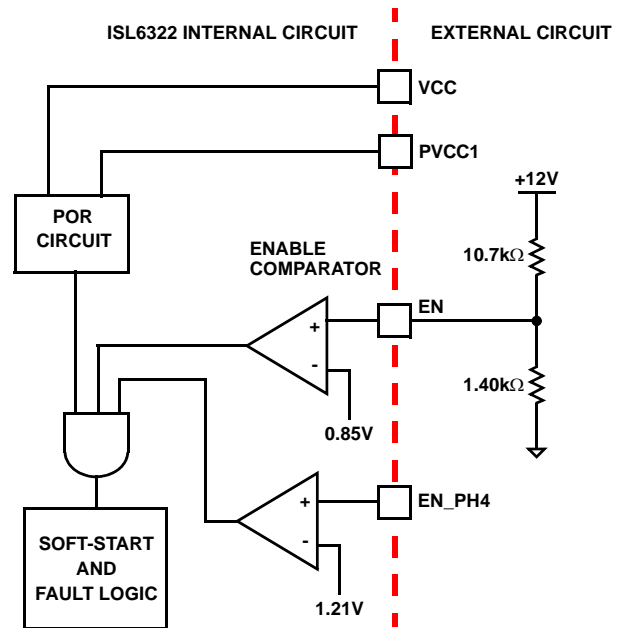 ISL6322 INTERNAL CIRCUIT
EXTERNAL CIRCUIT
VCC
PVCC1
+12V
POR
CIRCUIT
10.7kΩ
ENABLE
COMPARATOR
EN
+
-
1.40kΩ
0.85V
EN_PH4
+
-
SOFT-START
AND
FAULT LOGIC
1.21V